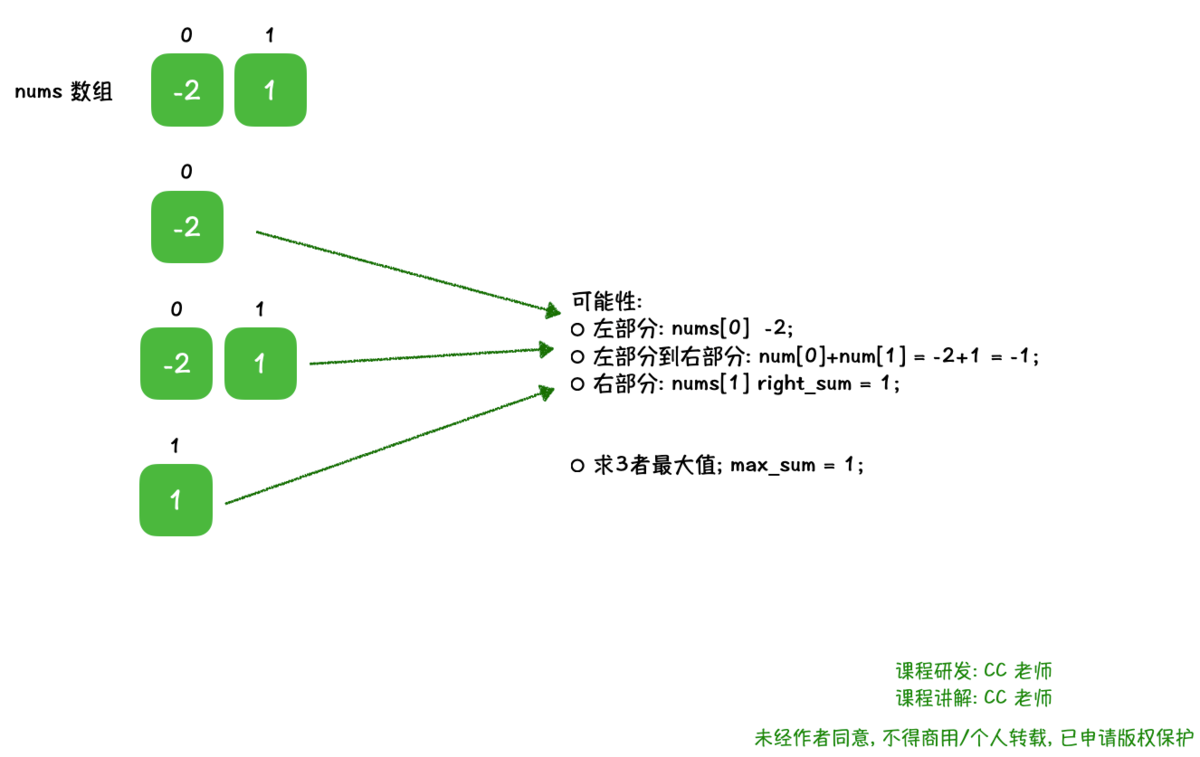 0 1
nums 数组 -2 1
0
-2
0 1
-2 1
1
1
可能性:
左部分: nums[0] -2;
左部分到右部分: num[0]+num[1] = -2+1 = -1;
右部分: nums[1] right_sum = 1;
求3者最大值; max_sum = 1;
课程研发: CC 老师
课程讲解: CC 老师
未经作者同意, 不得商用/个人转载, 已申请版权保护